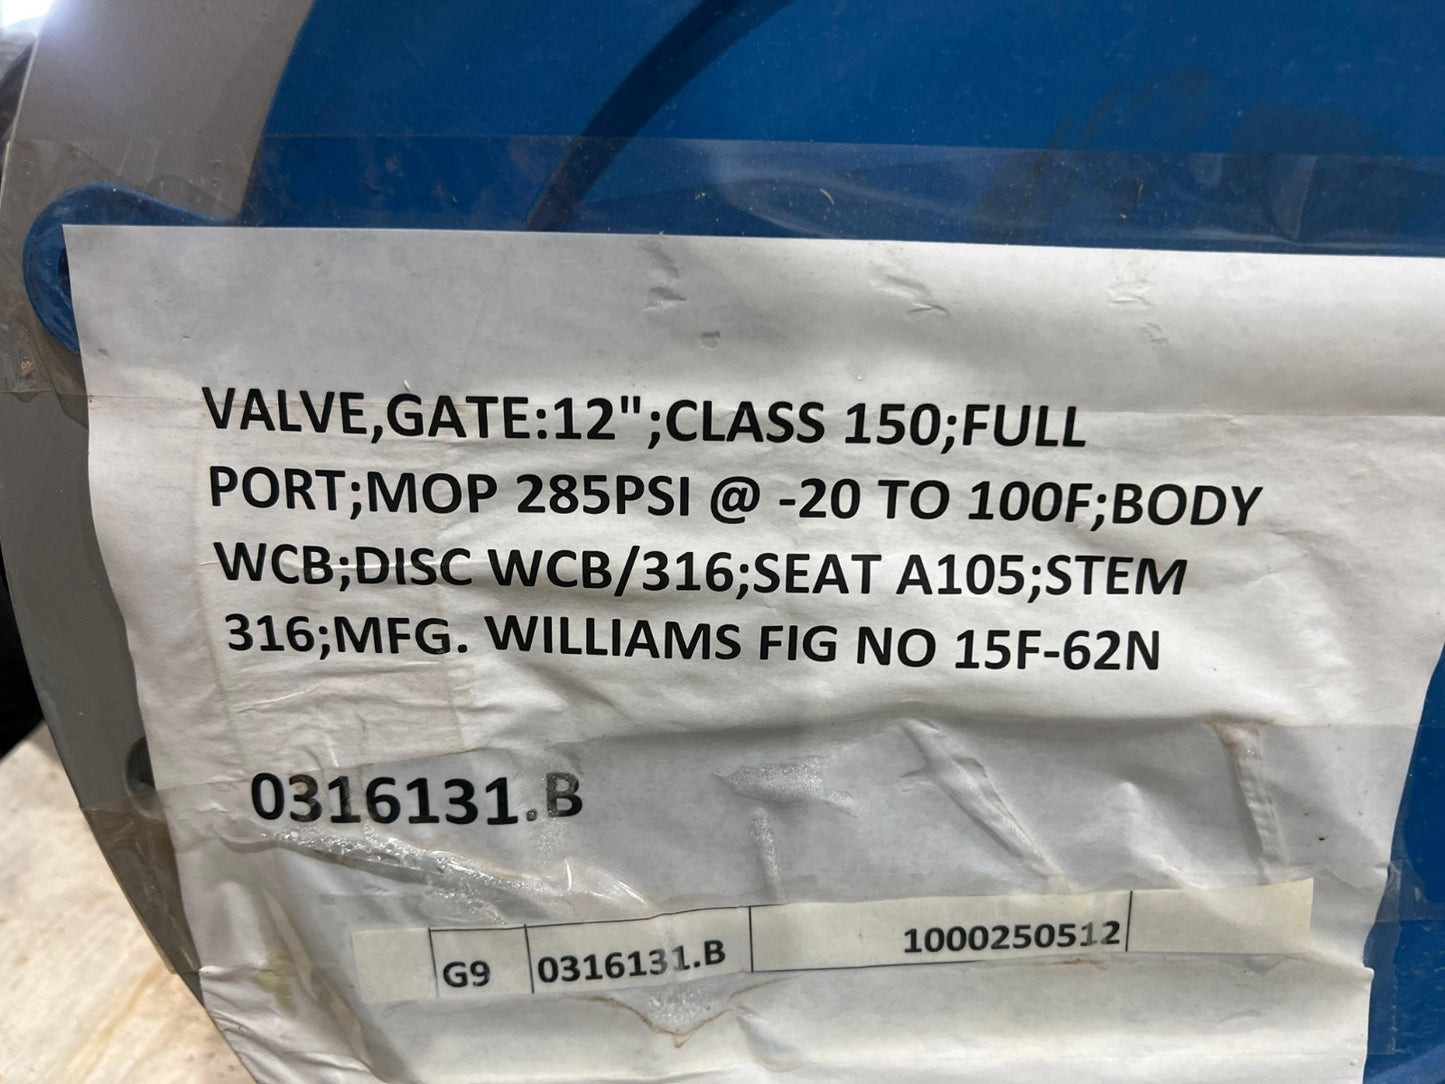 VALVE,GATE:12";CLASS 150;FULL
PORT;MOP 285PSI @ -20 TO 100F;BODY
WCB;DISC WCB/316;SEAT A105;STEM
316;MFG. WILLIAMS FIG NO 15F-62N
0316131.B
G9 0316131.B 1000250512